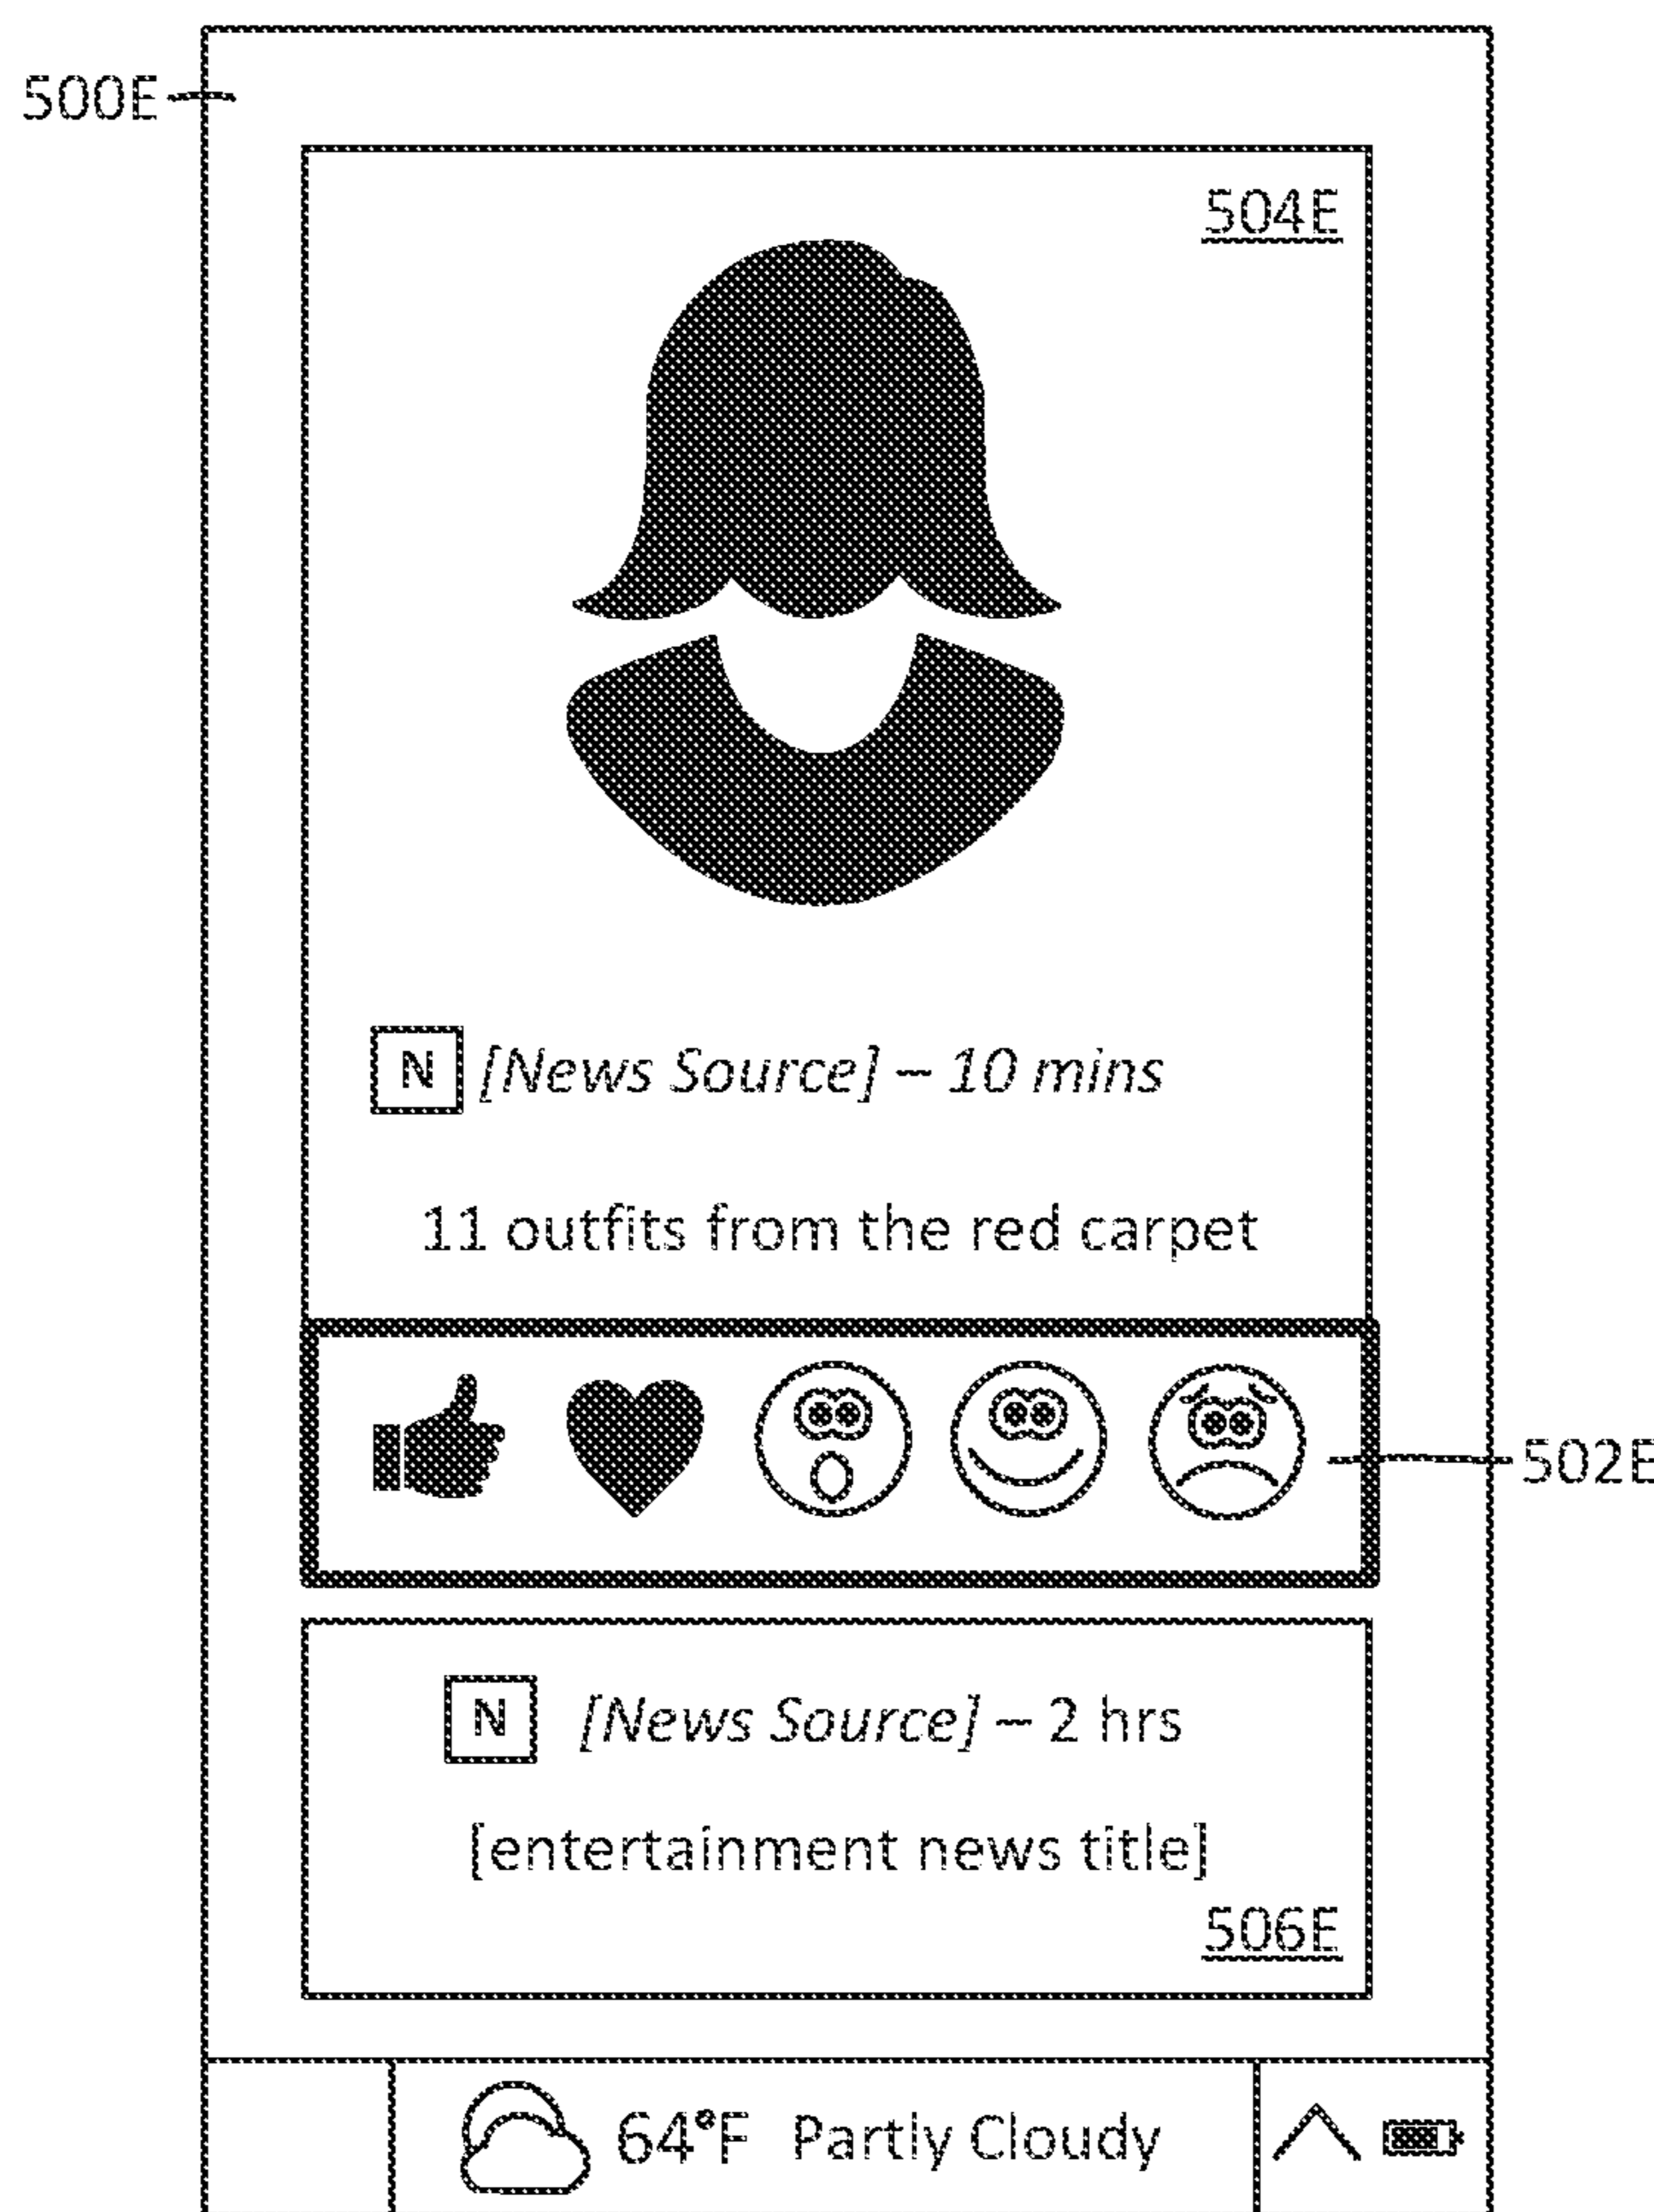 500E
504E
N [News Source] – 10 mins
11 outfits from the red carpet
502E
N [News Source] – 2 hrs
[entertainment news title]
506E
64°F Partly Cloudy